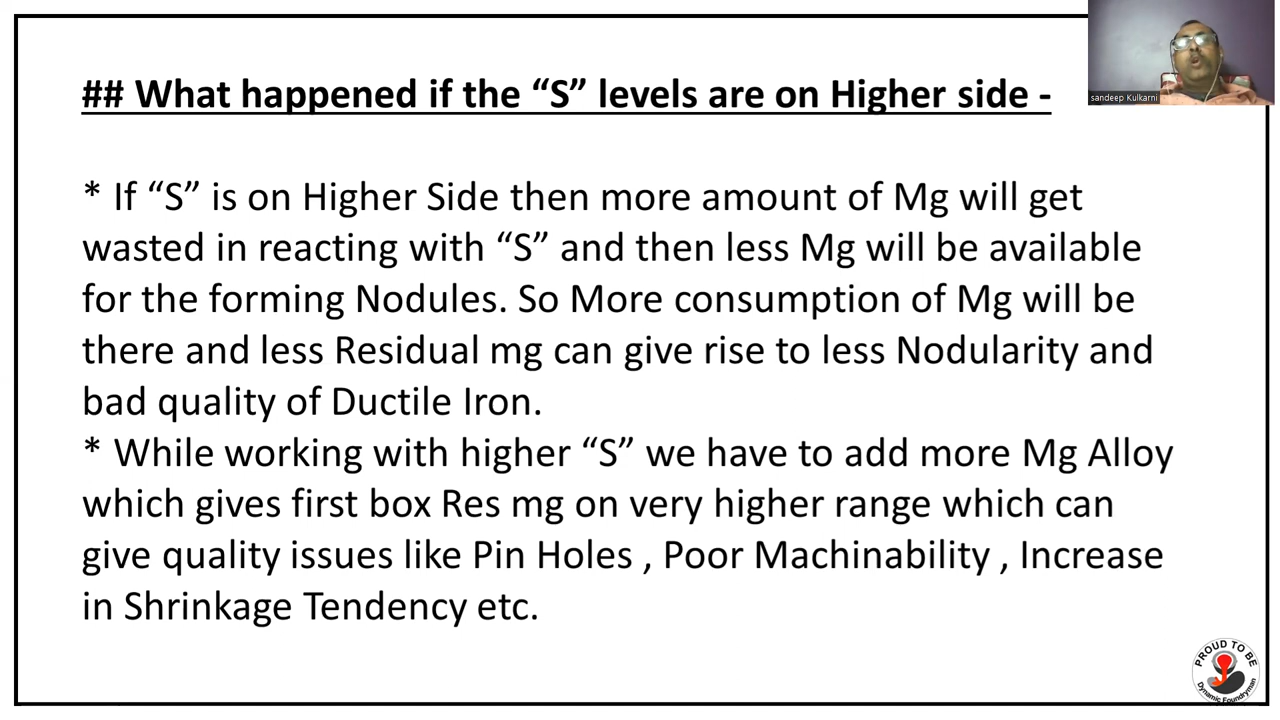 ## What happened if the “S” levels are on Higher side -
sandeep Kulkarni
* If “S” is on Higher Side then more amount of Mg will get
wasted in reacting with “S” and then less Mg will be available
for the forming Nodules. So More consumption of Mg will be
there and less Residual mg can give rise to less Nodularity and
bad quality of Ductile Iron.
* While working with higher “S” we have to add more Mg Alloy
which gives first box Res mg on very higher range which can
give quality issues like Pin Holes , Poor Machinability , Increase
in Shrinkage Tendency etc.
PROUD TO BE
Dynamic Foundryman